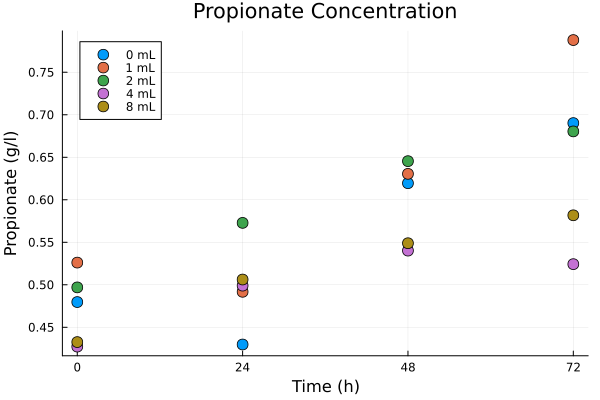 Propionate Concentration
0 mL
1 mL
2 mL
4 mL
8 mL
Propionate (g/l)
0.75
0.70
0.65
0.60
0.55
0.50
0.45
0 24 48 72
Time (h)